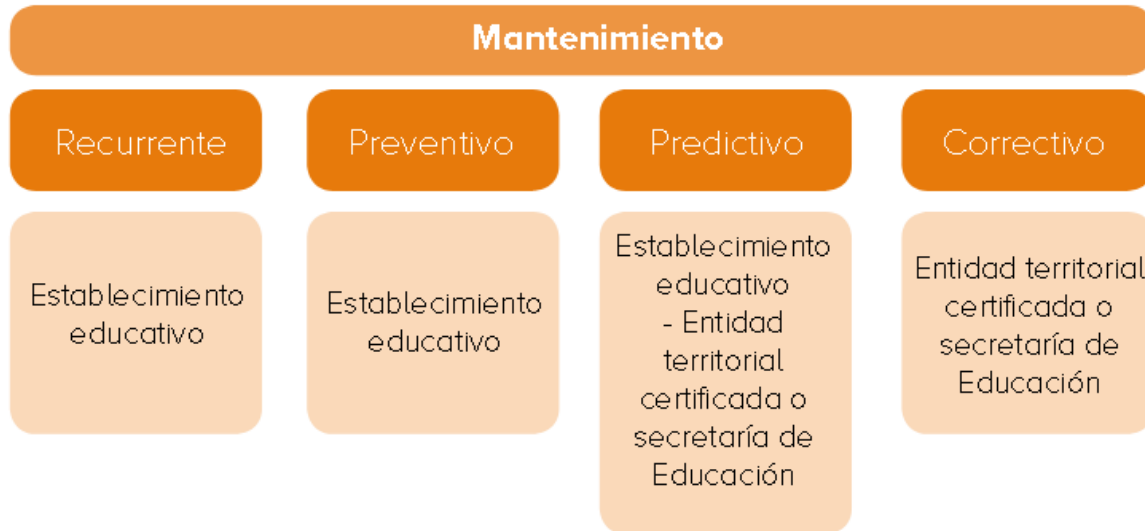 Mantenimiento
Recurrente
Preventivo
Predictivo
Correctivo
Establecimiento
educativo
Establecimiento
educativo
Establecimiento
educativo
- Entidad
territorial
certificada o
secretaría de
Educación
Entidad territorial
certificada o
secretaría de
Educación